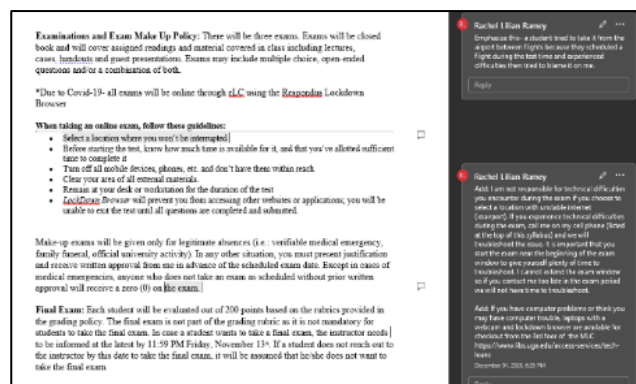 Examinations and Exam Make Up Policy: There will be three exams. Exams will be closed
book and will cover assigned readings and material covered in class including lectures,
cases, handouts and guest presentations. Exams may include multiple choice, open-ended
questions and/or a combination of both.
*Due to Covid-19- all exams will be online through eLC using the Respondus Lockdown
Browser
When taking an online exam, follow these guidelines:
• Select a location where you won't be interrupted
• Before starting the test, know how much time is available for it, and that you've allotted sufficient
time to complete it
• Turn off all mobile devices, phones, etc. and don't have them within reach
• Clear your area of all external materials.
• Remain at your desk or workstation for the duration of the test
• LockDown Browser will prevent you from accessing other websites or applications; you will be
unable to exit the test until all questions are completed and submitted.
Make-up exams will be given only for legitimate absences (i.e.: verifiable medical emergency,
family funeral, official university activity). In any other situation, you must present justification
and receive written approval from me in advance of the scheduled exam date. Except in cases of
medical emergencies, anyone who does not take an exam as scheduled without prior written
approval will receive a zero (0) on the exam.
Final Exam: Each student will be evaluated out of 200 points based on the rubrics provided in
the grading policy. The final exam is not part of the grading rubric as it is not mandatory for
students to take the final exam. In case a student wants to take a final exam, the instructor needs
to be informed at the latest by 11:59 PM Friday, November 13th. If a student does not reach out to
the instructor by this date to take the final exam, it will be assumed that he/she does not want to
take the final exam.
Rachel Lilian Ramey
Emphasize this- a student tried to take it from the
airport between flights because they scheduled a
flight during the test time and experienced
difficulties then tried to blame it on me.
Reply
Rachel Lilian Ramey
Add: I am not responsible for technical difficulties
you encounter during the exam if you choose to
select a location with unstable internet
(ex:airport). If you experience technical difficulties
during the exam, call me on my cell phone (listed
at the top of this syllabus) and we will
troubleshoot the issue. It is important that you
start the exam near the beginning of the exam
window to give yourself plenty of time to
troubleshoot. I cannot extend the exam window
so if you contact me too late in the exam period
we will not have time to troubleshoot.
Add: If you have computer problems or think you
may have computer trouble, laptops with a
webcam and lockdown browser are available for
checkout from the 3rd floor of the MLC
https://www.libs.uga.edu/access-services/tech-
loans
December 01, 2020, 6:23 PM